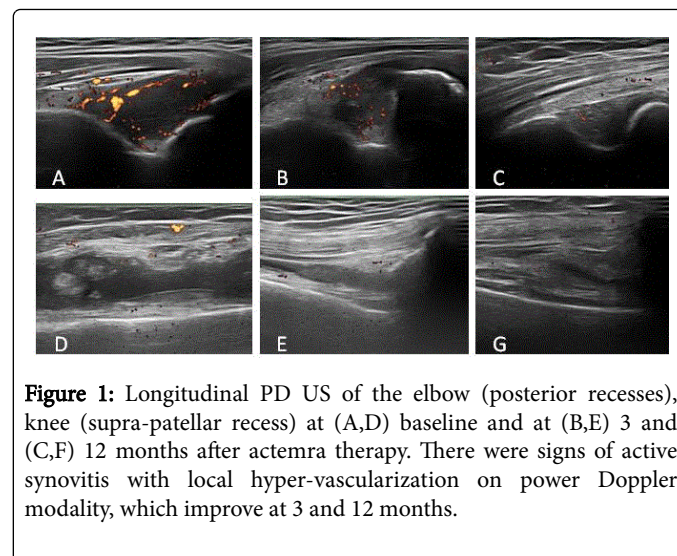 A
B
C
D
E
G
Figure 1: Longitudinal PD US of the elbow (posterior recesses),
knee (supra-patellar recess) at (A,D) baseline and at (B,E) 3 and
(C,F) 12 months after actemra therapy. There were signs of active
synovitis with local hyper-vascularization on power Doppler
modality, which improve at 3 and 12 months.